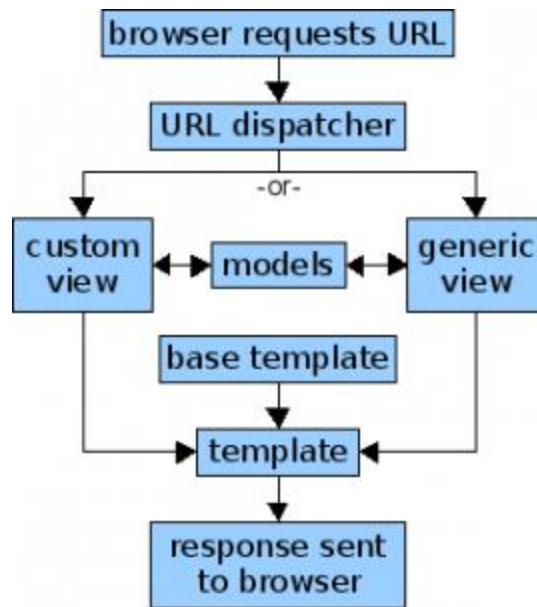 browser requests URL
URL dispatcher
-or-
custom
view
models
generic
view
base template
template
response sent
to browser